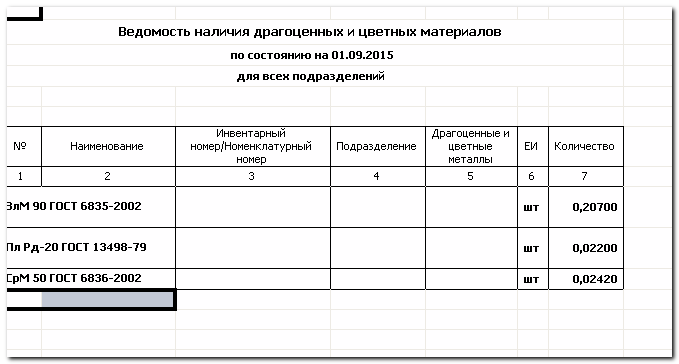 Ведомость наличия драгоценных и цветных материалов
по состоянию на 01.09.2015
для всех подразделений
№ Наименование Инвентарный номер/Номенклатурный номер Подразделение Драгоценные и цветные металлы ЕИ Количество
1 2 3 4 5 6 7
ЗлМ 90 ГОСТ 6835-2002 шт 0,20700
Пл Рд-20 ГОСТ 13498-79 шт 0,02200
СрМ 50 ГОСТ 6836-2002 шт 0,02420